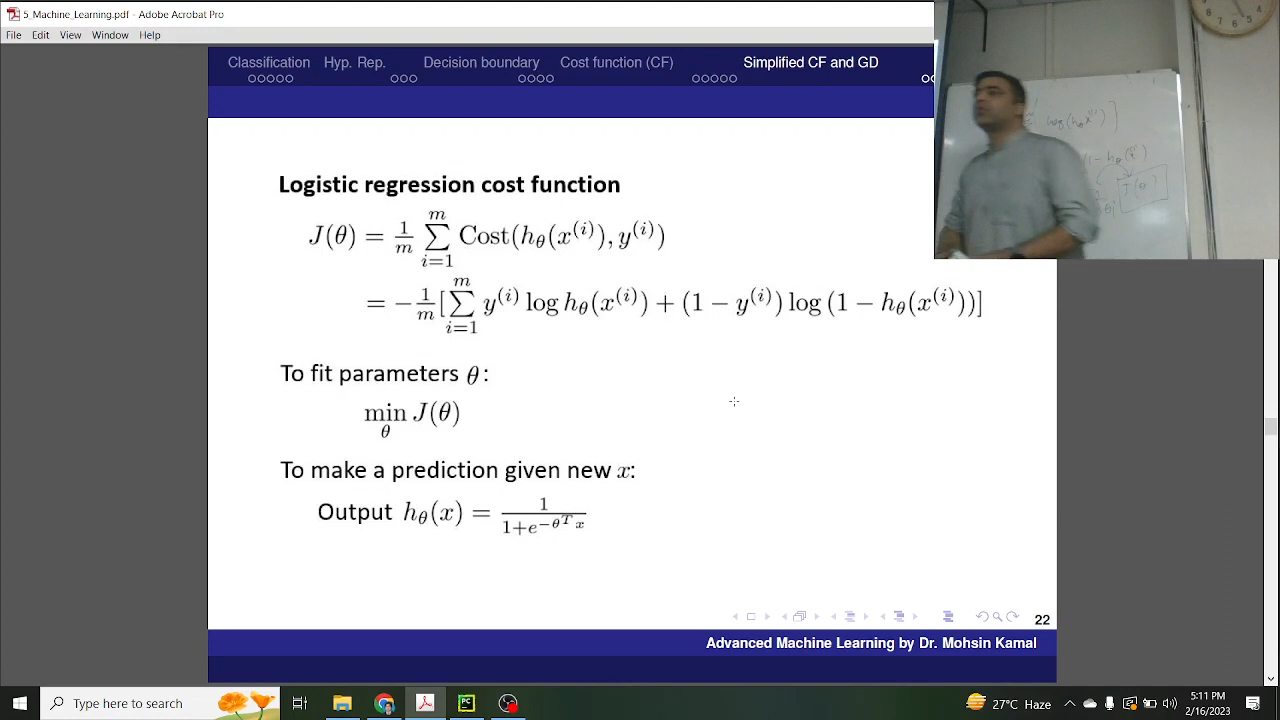 5_Machine_Learning.pdf - Adobe Acrobat Pro
File Edit View Window Help
Classification Hyp. Rep. Decision boundary Cost function (CF) Simplified CF and GD
Logistic regression cost function
J(θ) = 1/m ∑_{i=1}^{m} Cost(h_θ(x^{(i)}), y^{(i)})
= −1/m [∑_{i=1}^{m} y^{(i)} log h_θ(x^{(i)}) + (1 − y^{(i)}) log (1 − h_θ(x^{(i)}))]
To fit parameters θ:
min_θ J(θ)
To make a prediction given new x:
Output h_θ(x) = 1/(1+e^{−θ^T x})
22
Advanced Machine Learning by Dr. Mohsin Kamal
Type here to search
PC
27°C Haze
5:11 PM
2/16/2023